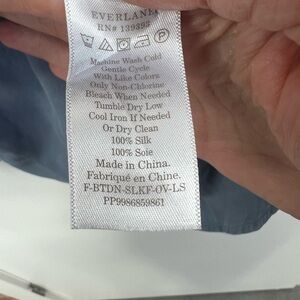 EVERLANE
RN# 139393
Machine Wash Cold
Gentle Cycle
With Like Colors
Only Non-Chlorine
Bleach When Needed
Tumble Dry Low
Cool Iron If Needed
Or Dry Clean
100% Silk
100% Soie
Made in China.
Fabriqué en Chine.
F-BTDN-SLKF-OV-LS
PP9986859861